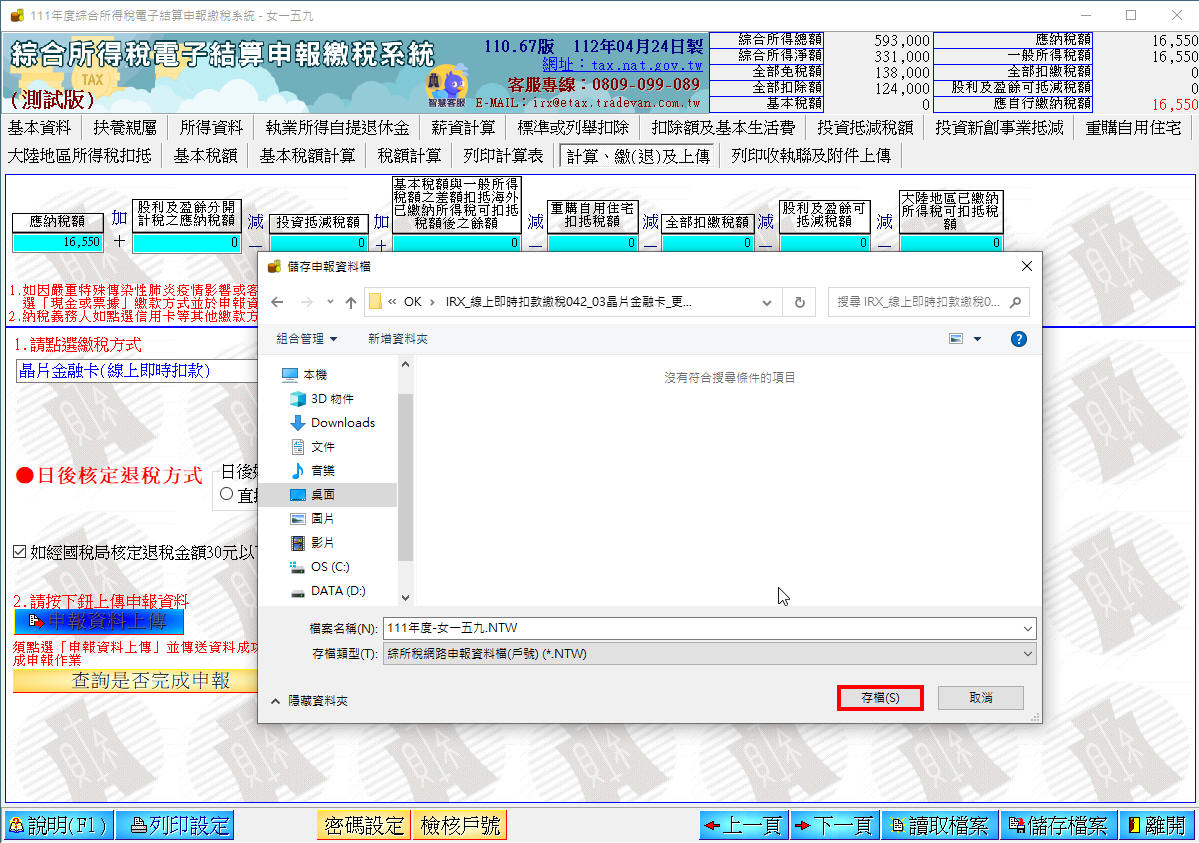 111年度綜合所得稅電子結算申報繳稅系統 - 女一五九
綜合所得稅電子結算申報繳稅系統
TAX
(測試版)
智慧客服
110.67版 112年04月24日製
網址：tax.nat.gov.tw
客服專線：0809-099-089
E-MAIL：irx@etax.tradevan.com.tw
綜合所得總額 593,000 應納稅額 16,550
綜合所得淨額 331,000 一般所得稅額 16,550
全部免稅額 138,000 全部扣繳稅額 0
全部扣除額 124,000 股利及盈餘可抵減稅額 0
基本稅額 0 應自行繳納稅額 16,550
基本資料 扶養親屬 所得資料 執業所得自提退休金 薪資計算 標準或列舉扣除 扣除額及基本生活費 投資抵減稅額 投資新創事業抵減 重購自用住宅
大陸地區所得稅扣抵 基本稅額 基本稅額計算 稅額計算 列印計算表 計算、繳(退)及上傳 列印收執聯及附件上傳
應納稅額
16,550
加
＋
股利及盈餘分開
計稅之應納稅額
0
減
－
投資抵減稅額
0
加
＋
基本稅額與一般所得
稅額之差額扣抵海外
已繳納所得稅可扣抵
稅額後之餘額
0
減
－
重購自用住宅
扣抵稅額
0
減
－
全部扣繳稅額
0
減
－
股利及盈餘可
抵減稅額
0
減
－
大陸地區已繳納
所得稅可扣抵稅
額
0
1.如因嚴重特殊傳染性肺炎疫情影響或客
選「現金或票據」繳款方式並於申報資
2.納稅義務人如點選信用卡等其他繳款方
1.請點選繳稅方式
晶片金融卡(線上即時扣款)
●日後核定退稅方式
日後如
直接
如經國稅局核定退稅金額30元以下
2.請按下鈕上傳申報資料
申報資料上傳
須點選「申報資料上傳」並傳送資料成功
成申報作業
查詢是否完成申報
儲存申報資料檔
« OK › IRX_線上即時扣款繳稅042_03晶片金融卡_更...
搜尋 IRX_線上即時扣款繳稅0...
組合管理 新增資料夾
?
本機
3D 物件
Downloads
文件
音樂
桌面
圖片
影片
OS (C:)
DATA (D:)
沒有符合搜尋條件的項目
檔案名稱(N): 111年度-女一五九.NTW
存檔類型(T): 綜所稅網路申報資料檔(戶號) (*.NTW)
隱藏資料夾
存檔(S)
取消
說明(F1) 列印設定 密碼設定 檢核戶號 上一頁 下一頁 讀取檔案 儲存檔案 離開